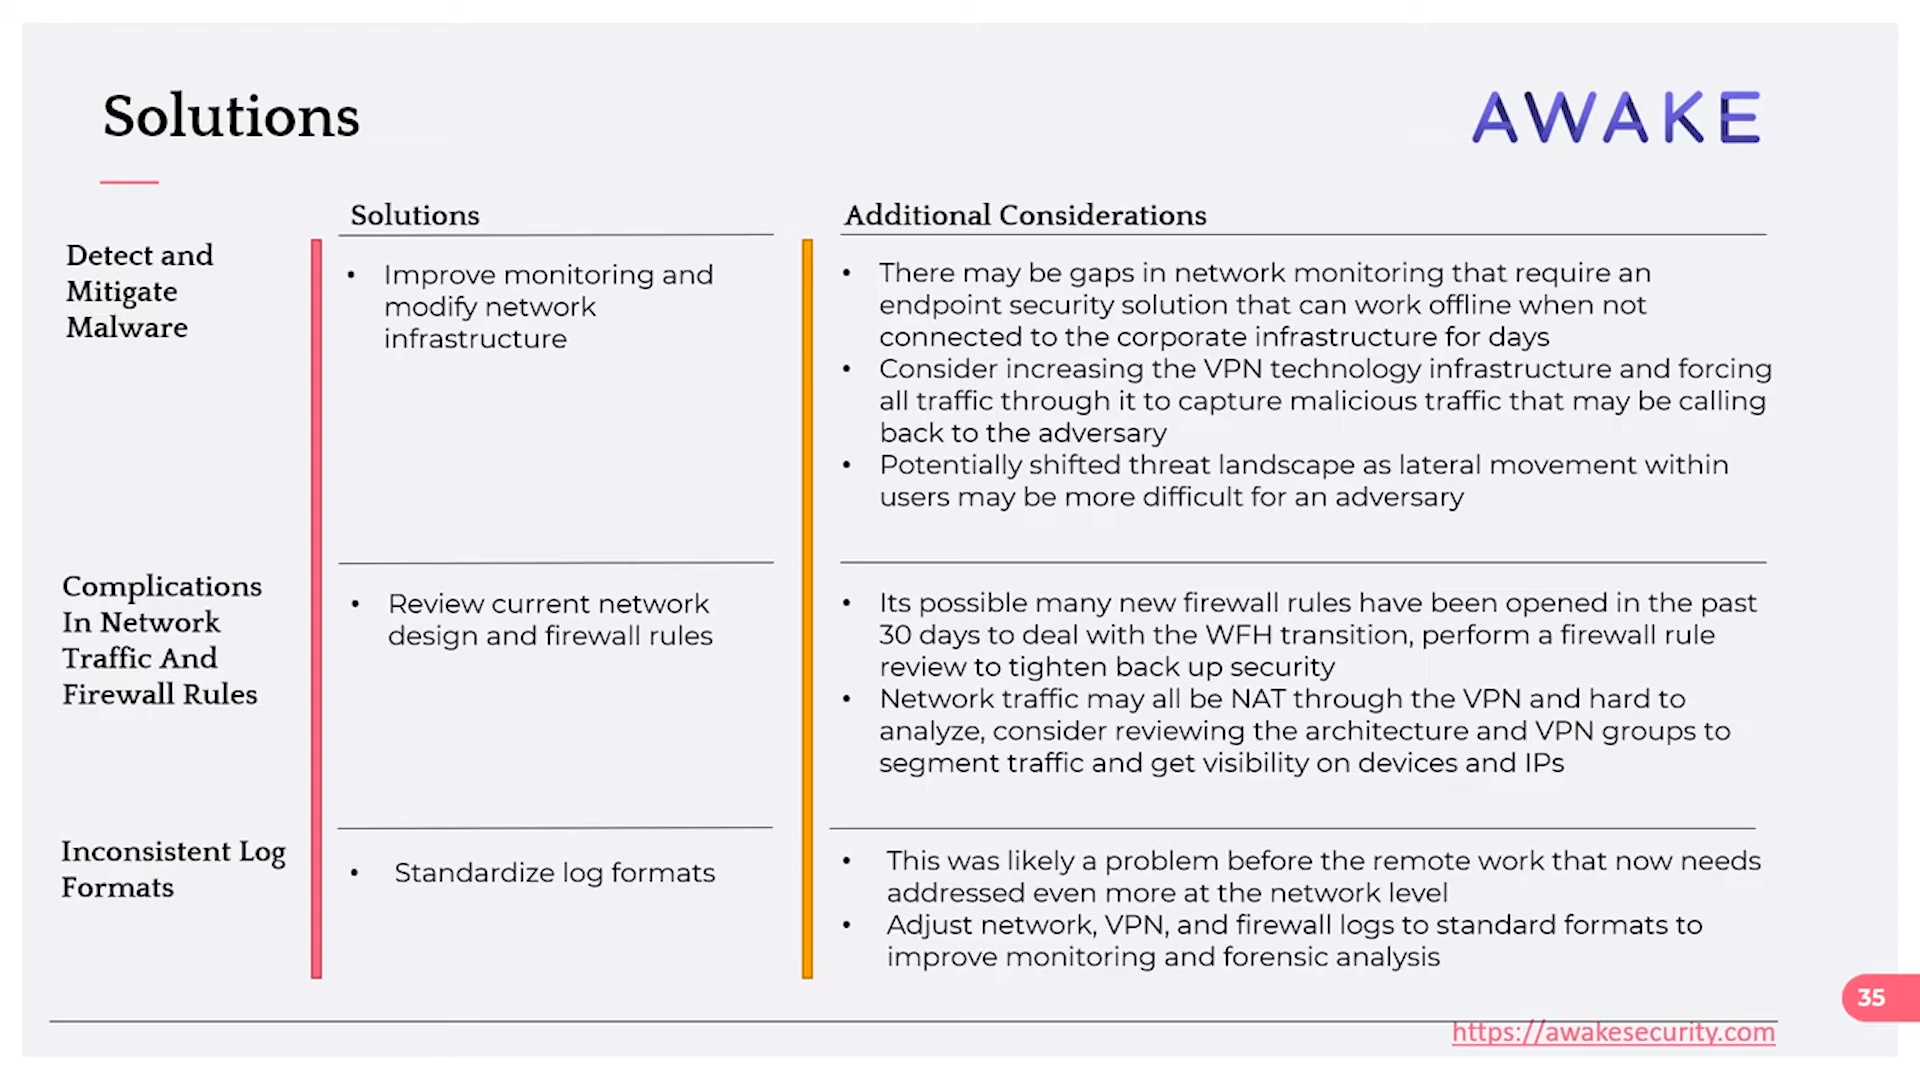 Solutions
AWAKE
Solutions
Additional Considerations
Detect and
Mitigate
Malware
• Improve monitoring and
modify network
infrastructure
• There may be gaps in network monitoring that require an
endpoint security solution that can work offline when not
connected to the corporate infrastructure for days
• Consider increasing the VPN technology infrastructure and forcing
all traffic through it to capture malicious traffic that may be calling
back to the adversary
• Potentially shifted threat landscape as lateral movement within
users may be more difficult for an adversary
Complications
In Network
Traffic And
Firewall Rules
• Review current network
design and firewall rules
• Its possible many new firewall rules have been opened in the past
30 days to deal with the WFH transition, perform a firewall rule
review to tighten back up security
• Network traffic may all be NAT through the VPN and hard to
analyze, consider reviewing the architecture and VPN groups to
segment traffic and get visibility on devices and IPs
Inconsistent Log
Formats
• Standardize log formats
• This was likely a problem before the remote work that now needs
addressed even more at the network level
• Adjust network, VPN, and firewall logs to standard formats to
improve monitoring and forensic analysis
35
https://awakesecurity.com